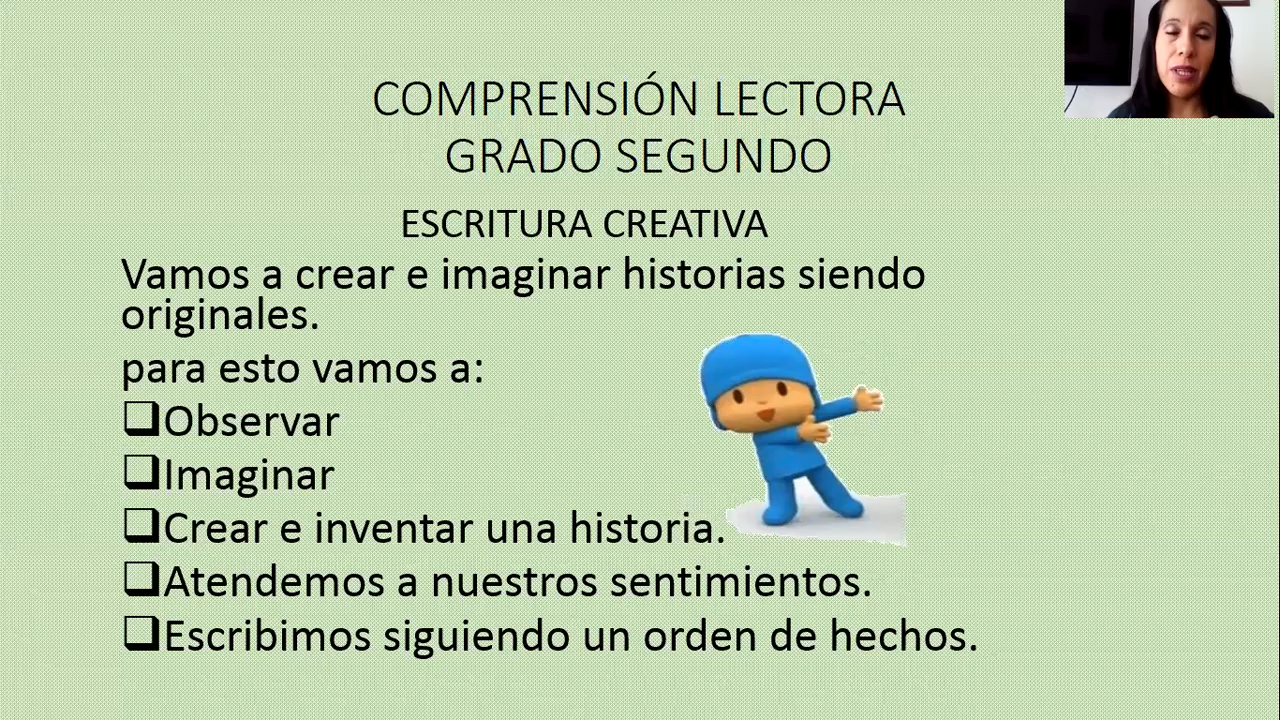 COMPRENSIÓN LECTORA
GRADO SEGUNDO
ESCRITURA CREATIVA
Vamos a crear e imaginar historias siendo
originales.
para esto vamos a:
❑Observar
❑Imaginar
❑Crear e inventar una historia.
❑Atendemos a nuestros sentimientos.
❑Escribimos siguiendo un orden de hechos.